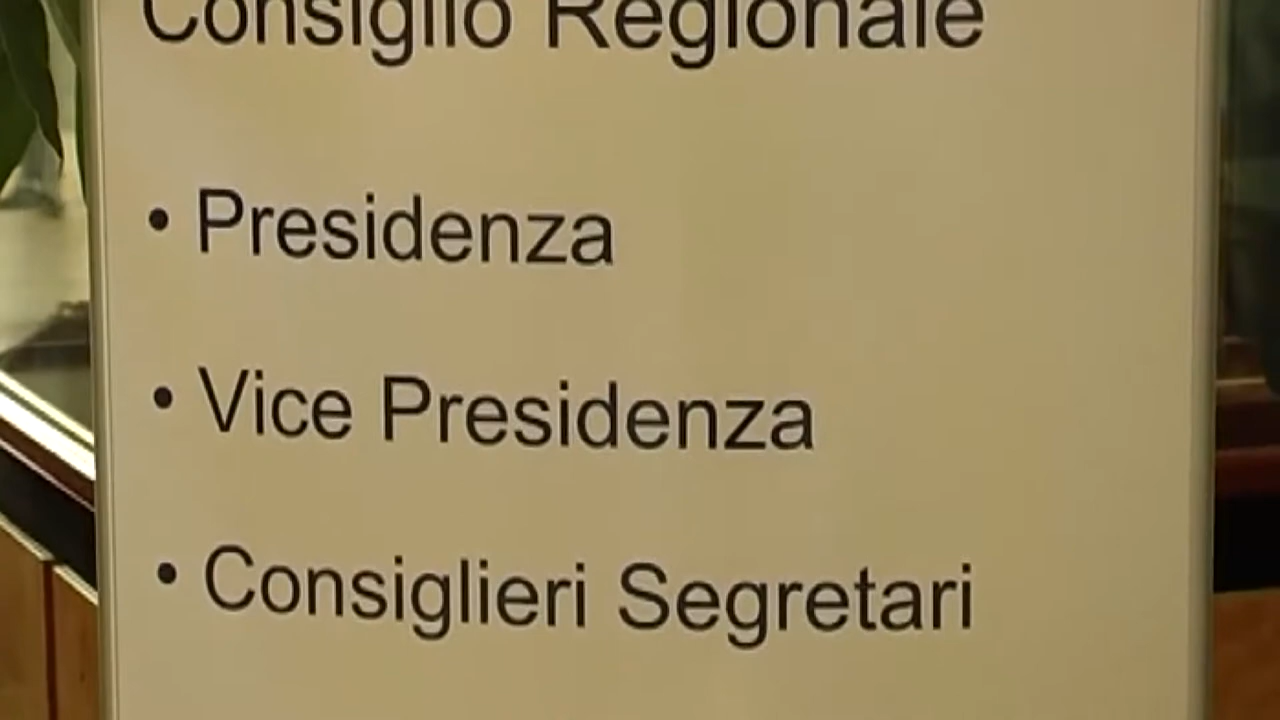 Consiglio Regionale
• Presidenza
• Vice Presidenza
• Consiglieri Segretari